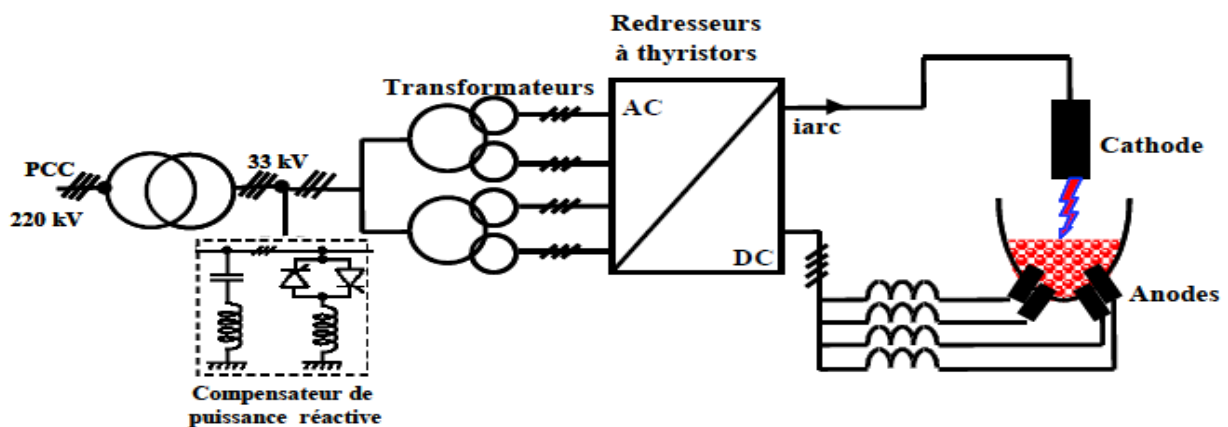 Redresseurs
à thyristors
Transformateurs
AC
iarc
Cathode
PCC
33 kV
220 kV
DC
Anodes
Compensateur de
puissance réactive